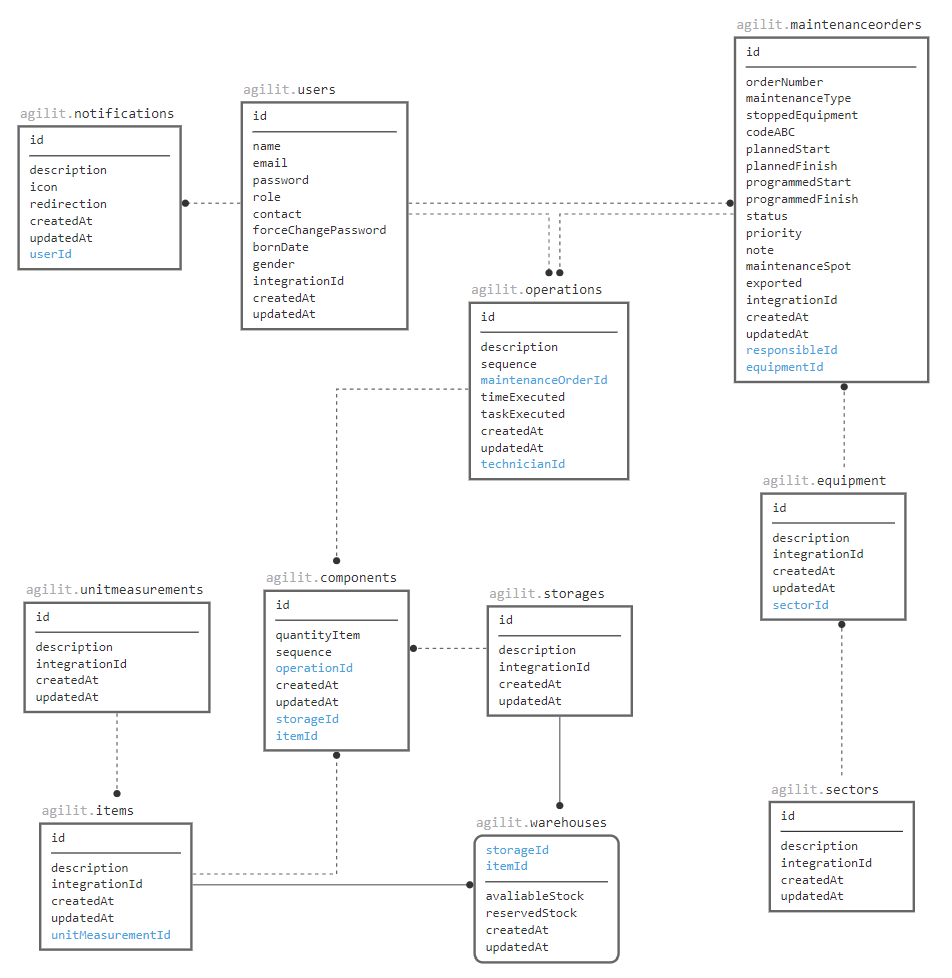 agilit.maintenanceorders
id
orderNumber
maintenanceType
stoppedEquipment
codeABC
plannedStart
plannedFinish
programmedStart
programmedFinish
status
priority
note
maintenanceSpot
exported
integrationId
createdAt
updatedAt
responsibleId
equipmentId
agilit.users
id
name
email
password
role
contact
forceChangePassword
bornDate
gender
integrationId
createdAt
updatedAt
agilit.notifications
id
description
icon
redirection
createdAt
updatedAt
userId
agilit.operations
id
description
sequence
maintenanceOrderId
timeExecuted
taskExecuted
createdAt
updatedAt
technicianId
agilit.equipment
id
description
integrationId
createdAt
updatedAt
sectorId
agilit.unitmeasurements
id
description
integrationId
createdAt
updatedAt
agilit.components
id
quantityItem
sequence
operationId
createdAt
updatedAt
storageId
itemId
agilit.storages
id
description
integrationId
createdAt
updatedAt
agilit.sectors
id
description
integrationId
createdAt
updatedAt
agilit.items
id
description
integrationId
createdAt
updatedAt
unitMeasurementId
agilit.warehouses
storageId
itemId
avaliableStock
reservedStock
createdAt
updatedAt